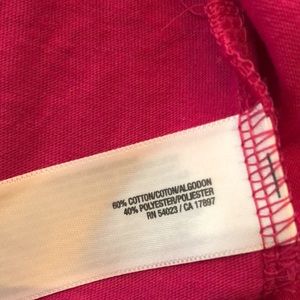 60% COTTON/COTON/ALGODON
40% POLYESTER/POLIESTER
RN 54023 / CA 17897